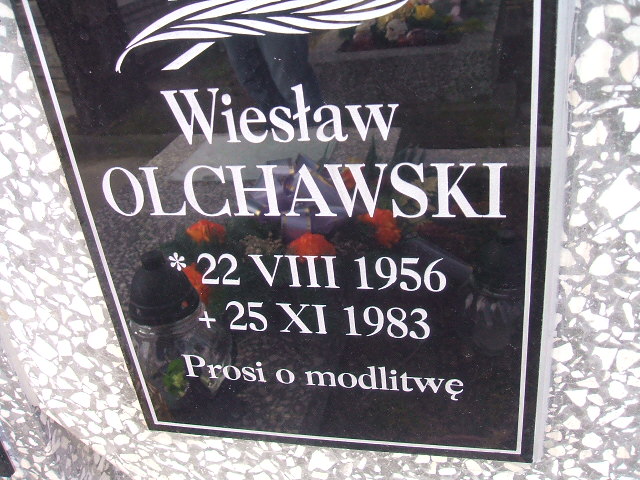 Wiesław
OLCHAWSKI
* 22 VIII 1956
+ 25 XI 1983
Prosi o modlitwę